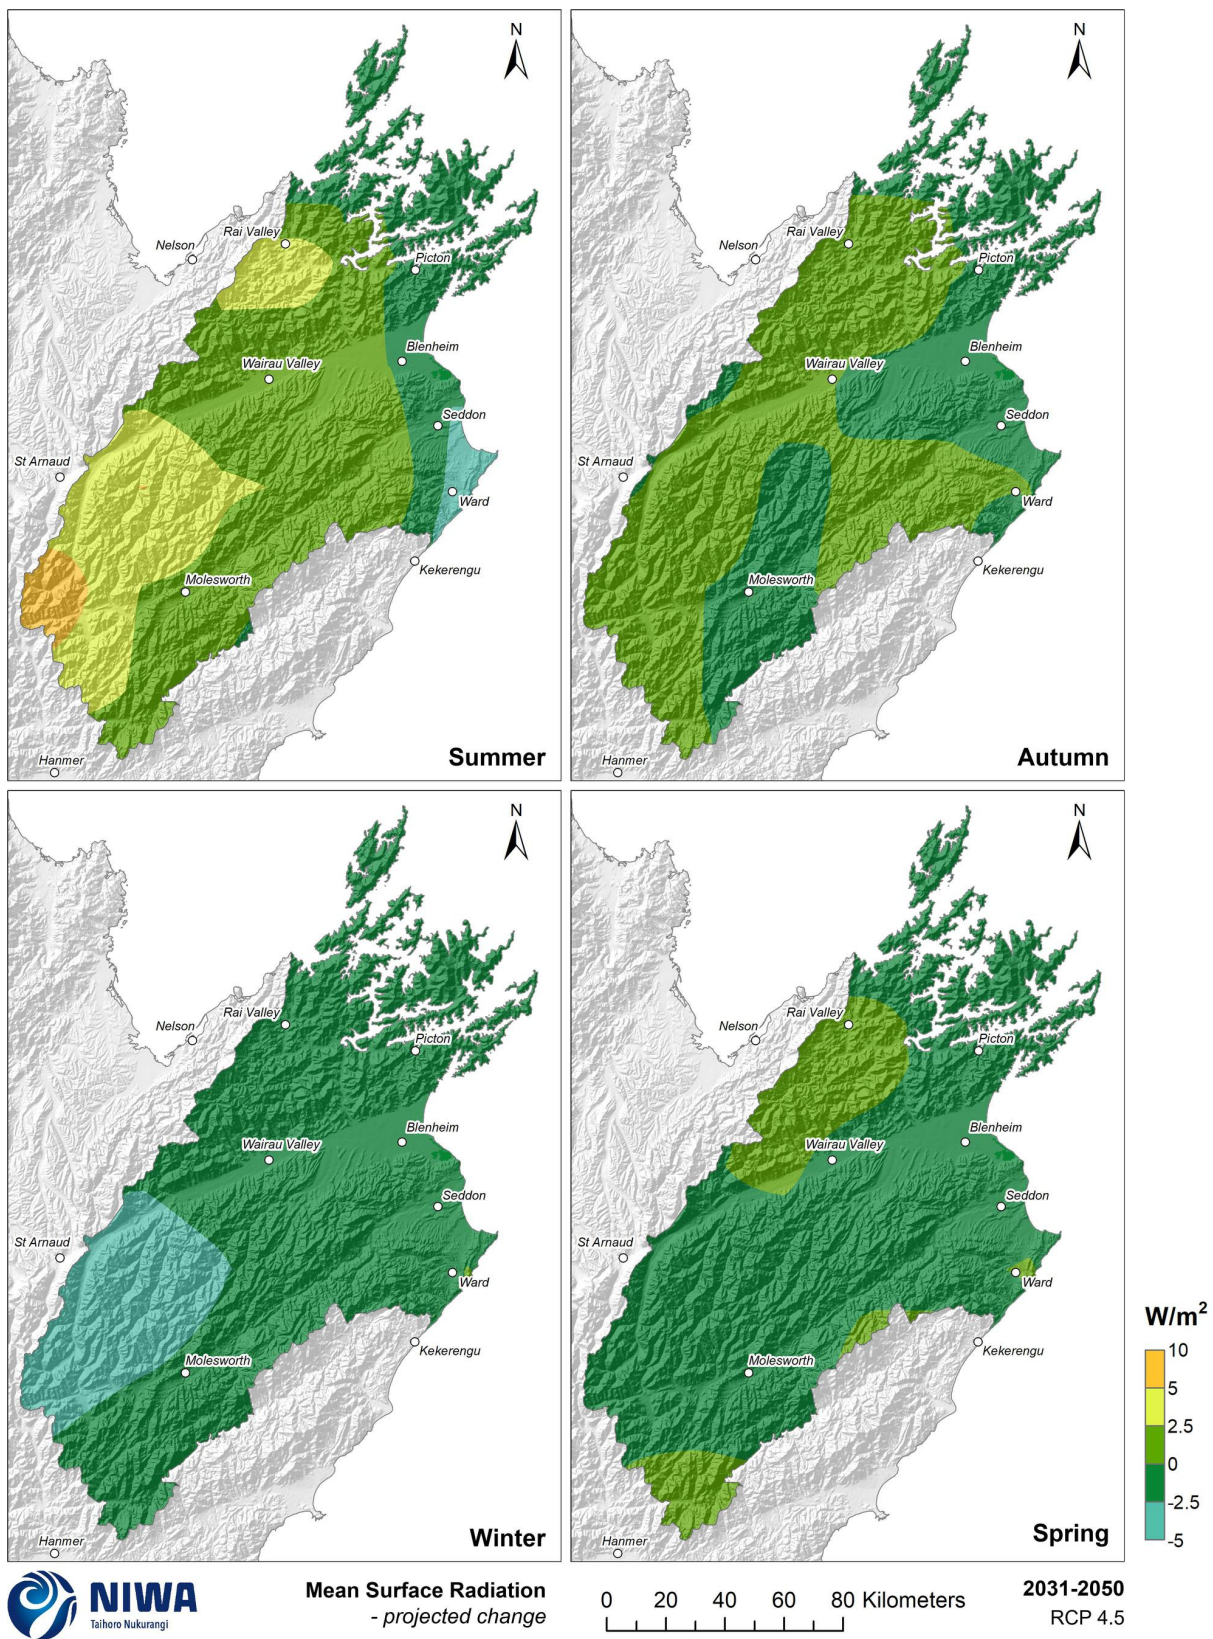 N
Rai Valley
Nelson
Picton
Wairau Valley
Blenheim
Seddon
St Arnaud
Ward
Kekerengu
Molesworth
Hanmer
Summer
N
Rai Valley
Nelson
Picton
Wairau Valley
Blenheim
Seddon
St Arnaud
Ward
Kekerengu
Molesworth
Hanmer
Autumn
N
Rai Valley
Nelson
Picton
Wairau Valley
Blenheim
Seddon
St Arnaud
Ward
Kekerengu
Molesworth
Hanmer
Winter
N
Rai Valley
Nelson
Picton
Wairau Valley
Blenheim
Seddon
St Arnaud
Ward
Kekerengu
Molesworth
Hanmer
Spring
W/m²
10
5
2.5
0
-2.5
-5
NIWA
Taihoro Nukurangi
Mean Surface Radiation
- projected change
0 20 40 60 80 Kilometers
2031-2050
RCP 4.5